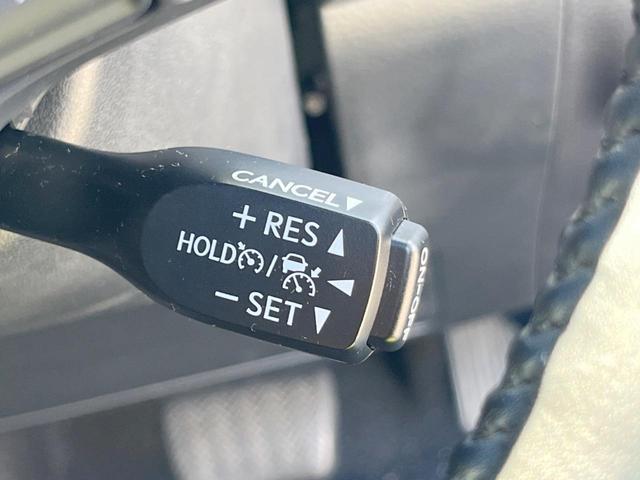 CANCEL▼
+ RES ▲
HOLD / ◀
− SET ▼
ON-OFF